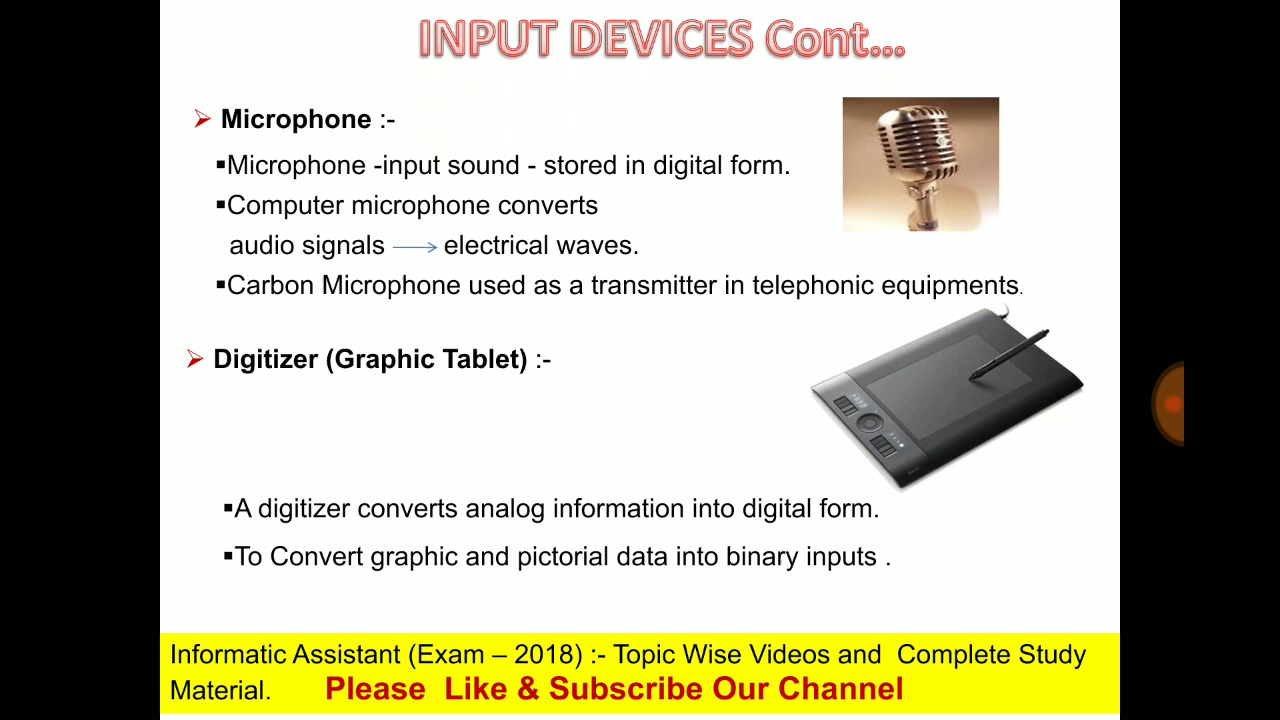 INPUT DEVICES Cont...
➢ Microphone :-
▪Microphone -input sound - stored in digital form.
▪Computer microphone converts
audio signals ⟶ electrical waves.
▪Carbon Microphone used as a transmitter in telephonic equipments.
➢ Digitizer (Graphic Tablet) :-
▪A digitizer converts analog information into digital form.
▪To Convert graphic and pictorial data into binary inputs .
Informatic Assistant (Exam – 2018) :- Topic Wise Videos and Complete Study
Material. Please Like & Subscribe Our Channel